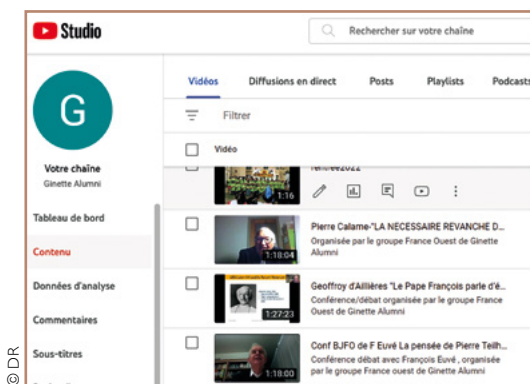 Studio
Rechercher sur votre chaîne
G
Votre chaîne
Ginette Alumni
Tableau de bord
Contenu
Données d'analyse
Commentaires
Sous-titres
Vidéos Diffusions en direct Posts Playlists Podcasts
Filtrer
Vidéo
rentrée2022
1:16
Pierre Calame-"LA NECESSAIRE REVANCHE D...
Organisée par le groupe France Ouest de Ginette
Alumni
1:18:04
Geoffroy d'Aillières "Le Pape François parle d'é...
Conférence/débat organisée par le groupe France
Ouest de Ginette Alumni
1:27:23
Conf BJFO de F Euvé La pensée de Pierre Teilh...
Conférence débat avec François Euvé , organisée
par le groupe France Ouest de Ginette Alumni
1:18:00
© DR